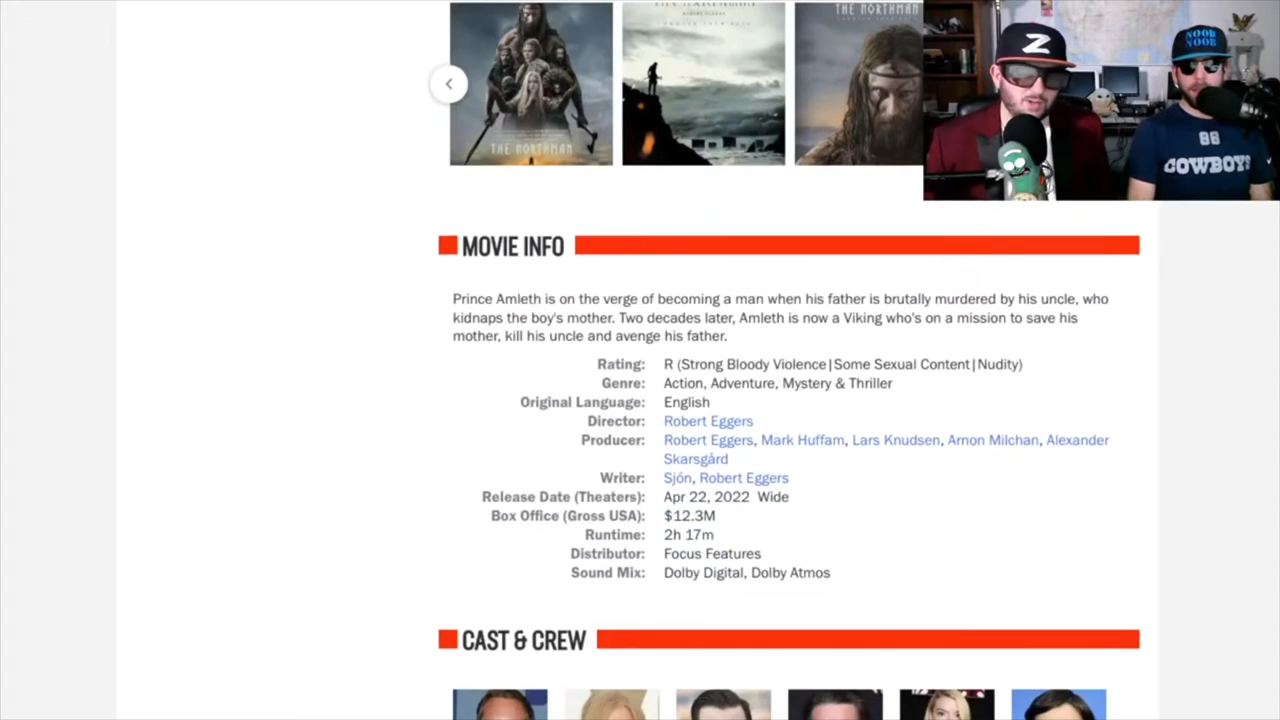 THE NORTHMAN
THE NORTHMAN
Z
NOOB
NOOB
88
COWBOYS
MOVIE INFO
Prince Amleth is on the verge of becoming a man when his father is brutally murdered by his uncle, who
kidnaps the boy's mother. Two decades later, Amleth is now a Viking who's on a mission to save his
mother, kill his uncle and avenge his father.
Rating: R (Strong Bloody Violence|Some Sexual Content|Nudity)
Genre: Action, Adventure, Mystery & Thriller
Original Language: English
Director: Robert Eggers
Producer: Robert Eggers, Mark Huffam, Lars Knudsen, Arnon Milchan, Alexander
Skarsgård
Writer: Sjón, Robert Eggers
Release Date (Theaters): Apr 22, 2022 Wide
Box Office (Gross USA): $12.3M
Runtime: 2h 17m
Distributor: Focus Features
Sound Mix: Dolby Digital, Dolby Atmos
CAST & CREW